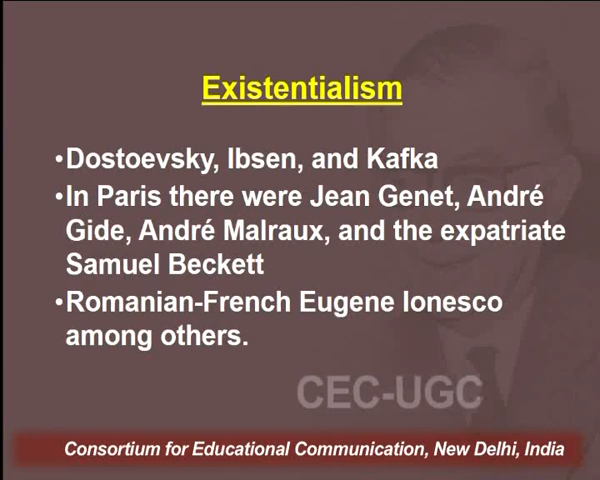 Existentialism
•Dostoevsky, Ibsen, and Kafka
•In Paris there were Jean Genet, André
Gide, André Malraux, and the expatriate
Samuel Beckett
•Romanian-French Eugene Ionesco
among others.
CEC-UGC
Consortium for Educational Communication, New Delhi, India